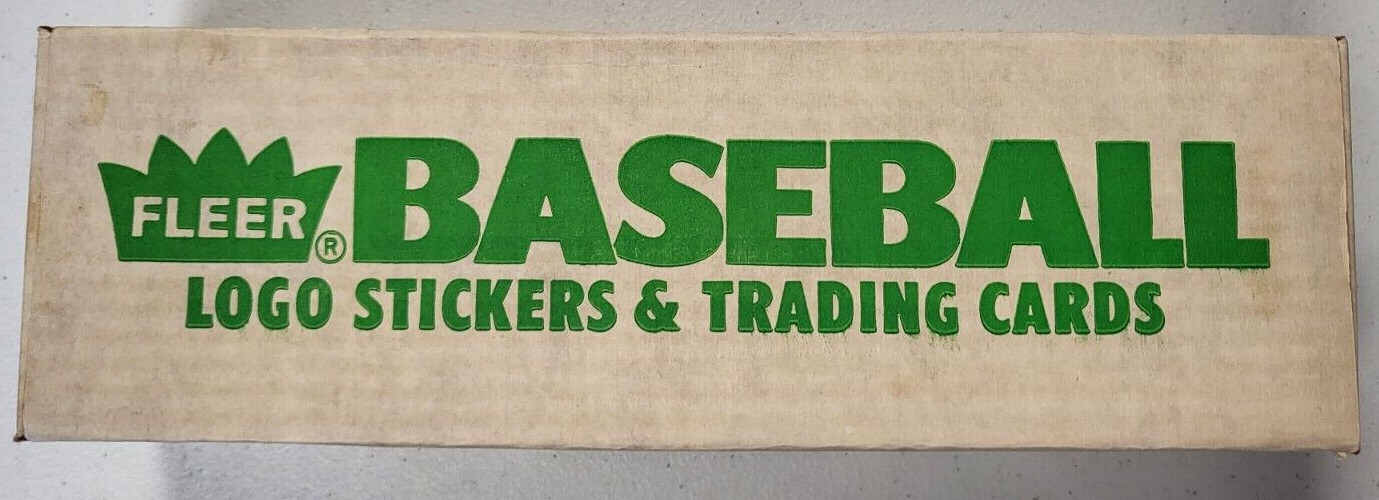 FLEER® BASEBALL
LOGO STICKERS & TRADING CARDS